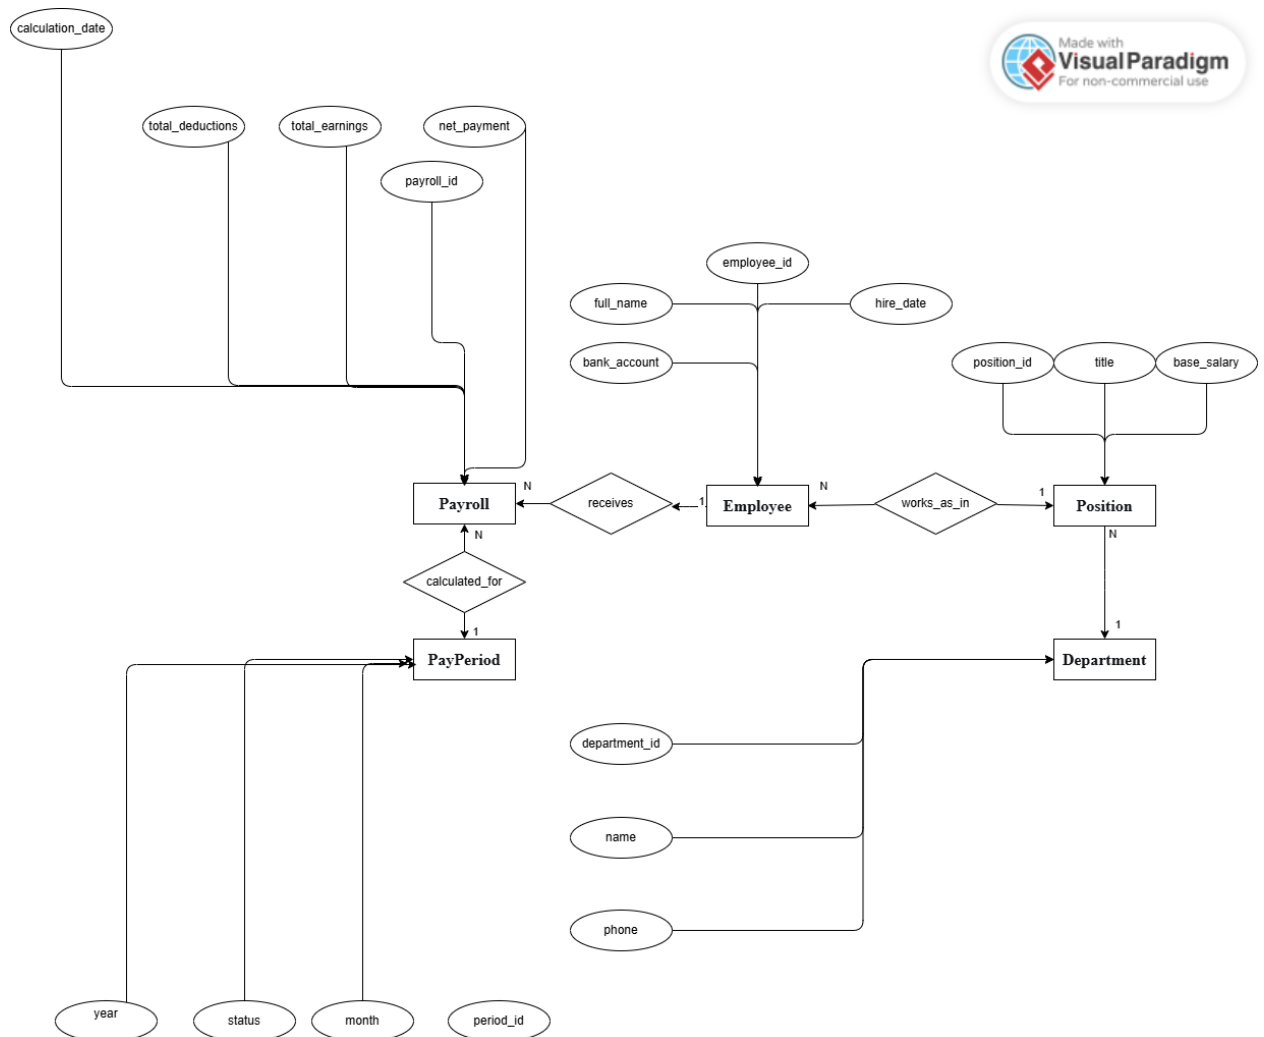 calculation_date
Made with
Visual Paradigm
For non-commercial use
total_deductions
total_earnings
net_payment
payroll_id
employee_id
full_name
hire_date
bank_account
position_id
title
base_salary
Payroll
N
receives
1
Employee
N
works_as_in
1
Position
N
N
calculated_for
1
1
PayPeriod
Department
department_id
name
phone
year
status
month
period_id